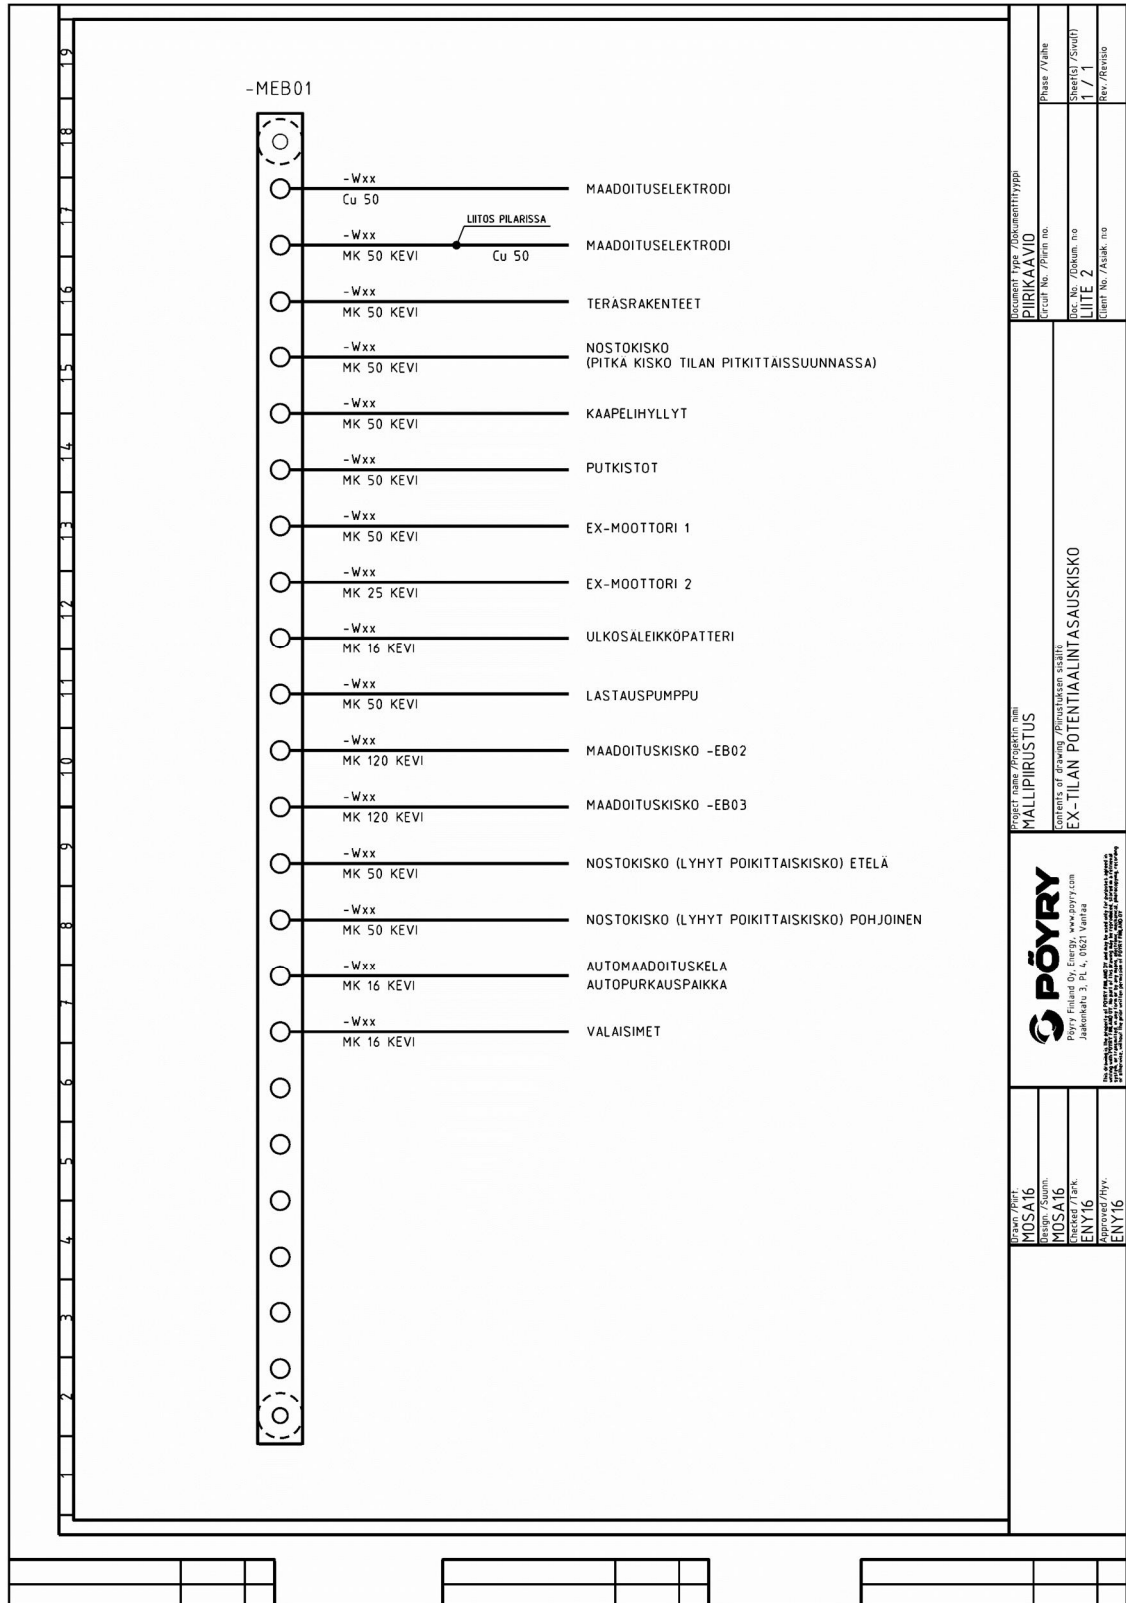 -MEB01
-Wxx
Cu 50
MAADOITUSELEKTRODI
-Wxx
MK 50 KEVI
LIITOS PILARISSA
Cu 50
MAADOITUSELEKTRODI
-Wxx
MK 50 KEVI
TERÄSRAKENTEET
-Wxx
MK 50 KEVI
NOSTOKISKO
(PITKÄ KISKO TILAN PITKITTÄISSUUNNASSA)
-Wxx
MK 50 KEVI
KAAPELIHYLLYT
-Wxx
MK 50 KEVI
PUTKISTOT
-Wxx
MK 50 KEVI
EX-MOOTTORI 1
-Wxx
MK 25 KEVI
EX-MOOTTORI 2
-Wxx
MK 16 KEVI
ULKOSÄLEIKKÖPATTERI
-Wxx
MK 50 KEVI
LASTAUSPUMPPU
-Wxx
MK 120 KEVI
MAADOITUSKISKO -EB02
-Wxx
MK 120 KEVI
MAADOITUSKISKO -EB03
-Wxx
MK 50 KEVI
NOSTOKISKO (LYHYT POIKITTAISKISKO) ETELÄ
-Wxx
MK 50 KEVI
NOSTOKISKO (LYHYT POIKITTAISKISKO) POHJOINEN
-Wxx
MK 16 KEVI
AUTOMAADOITUSKELA
AUTOPURKAUSPAIKKA
-Wxx
MK 16 KEVI
VALAISIMET
1 2 3 4 5 6 7 8 9 10 11 12 13 14 15 16 17 18 19
Drawn /Piirt.
MOSA16
Design. /Suunn.
MOSA16
Checked /Tark.
ENY16
Approved /Hyv.
ENY16
PÖYRY
Pöyry Finland Oy, Energy, www.poyry.com
Jaakonkatu 3, PL 4, 01621 Vantaa
Project name /Projektin nimi
MALLIPIIRUSTUS
Contents of drawing /Piirustuksen sisältö
EX-TILAN POTENTIAALINTASAUSKISKO
Document type /Dokumenttityyppi
PIIRIKAAVIO
Circuit No. /Piirin no.
Phase /Vaihe
Doc. No. /Dokum. n:o
LIITE 2
Sheet(s) /Sivu(t)
1 / 1
Client No. /Asiak. n:o
Rev. /Revisio